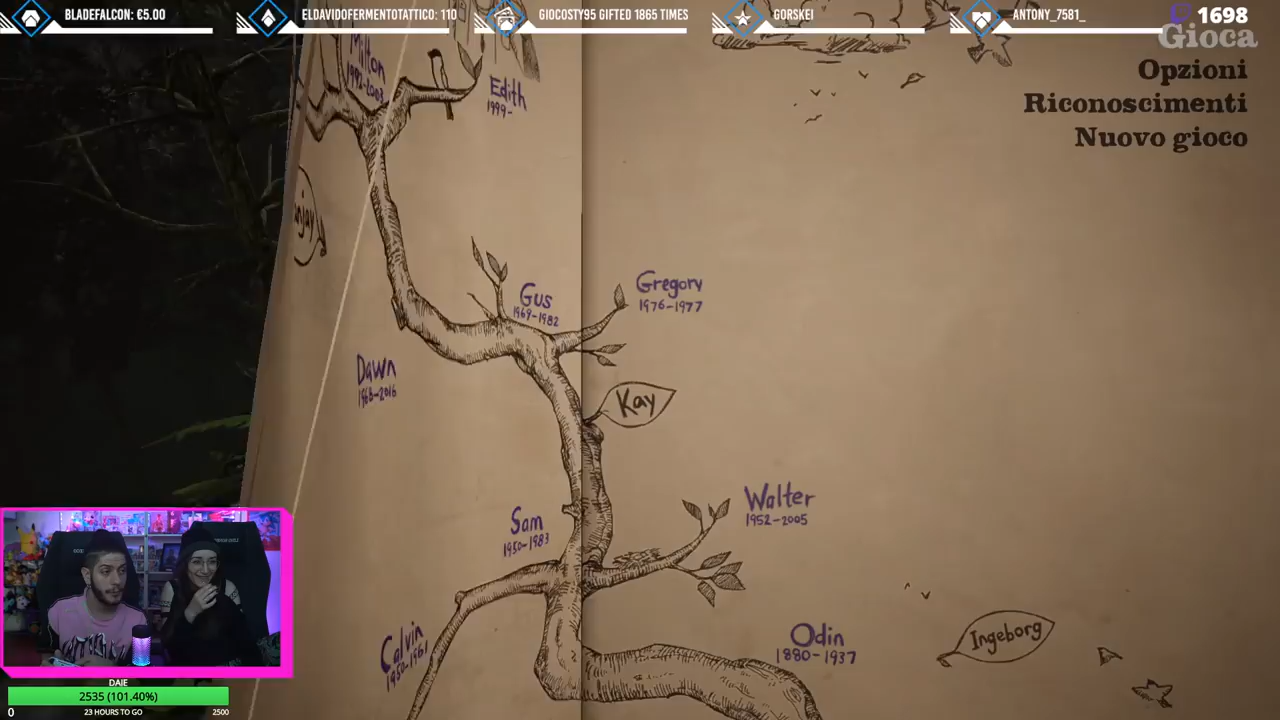 BLADEFALCON: €5.00
ELDAVIDOFERMENTOTATTICO: 110
GIOCOSTY95 GIFTED 1865 TIMES
GORSKEI
ANTONY_7581_
1698
Gioca
Opzioni
Riconoscimenti
Nuovo gioco
Milton
Edith
1999-
Gus
1969-1982
Gregory
1976-1977
Dawn
Kay
Walter
1952-2005
Sam
1950-1983
Calvin
1950-1961
Odin
1880-1937
Ingeborg
DAIE
2535 (101.40%)
0
23 HOURS TO GO
2500